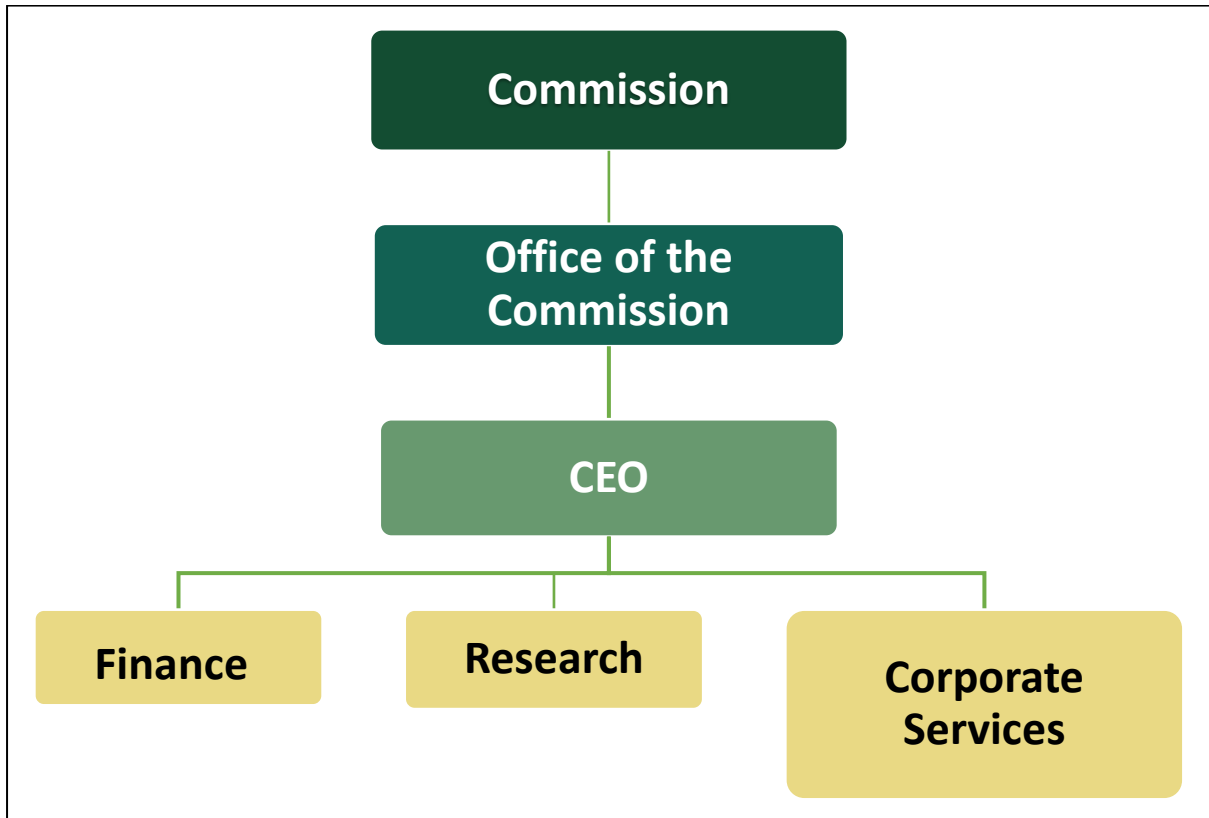 Commission
Office of the
Commission
CEO
Finance
Research
Corporate
Services